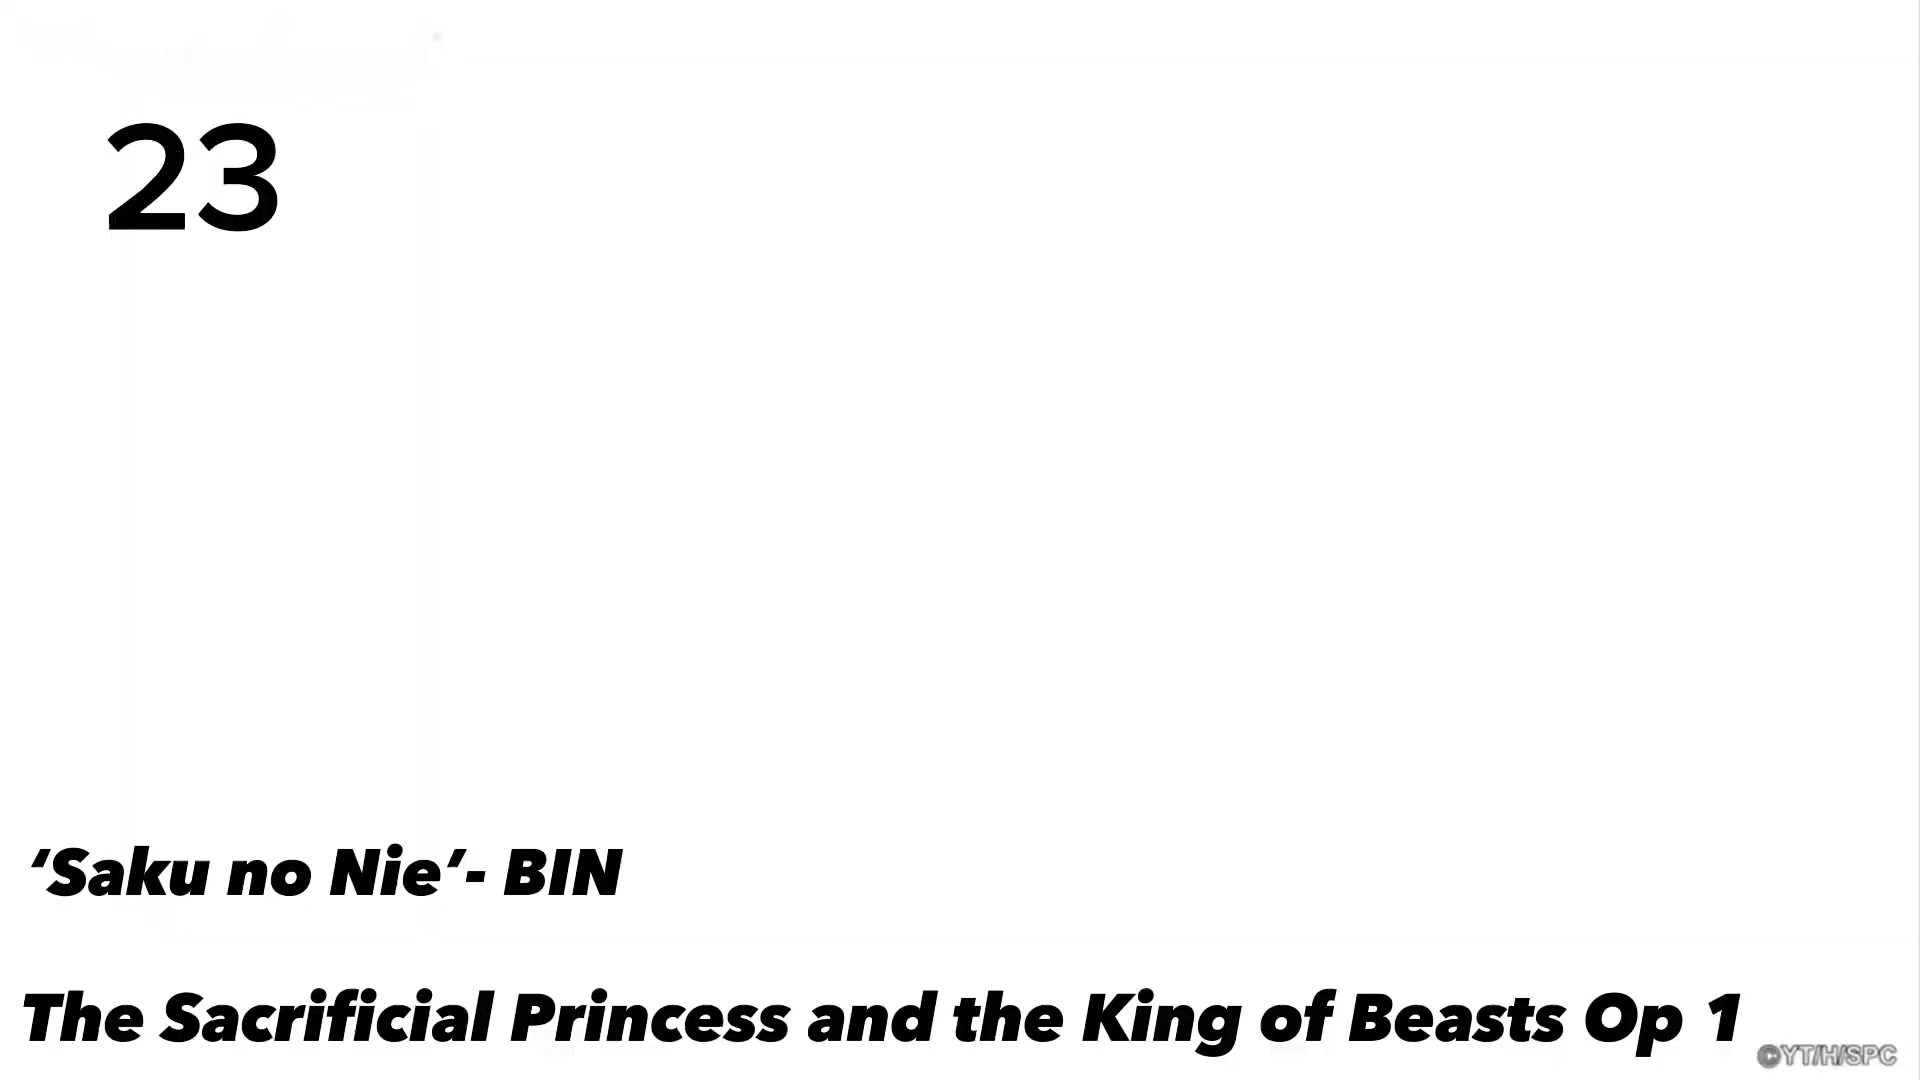 23
‘Saku no Nie’- BIN
The Sacrificial Princess and the King of Beasts Op 1
©YT/H/SPC